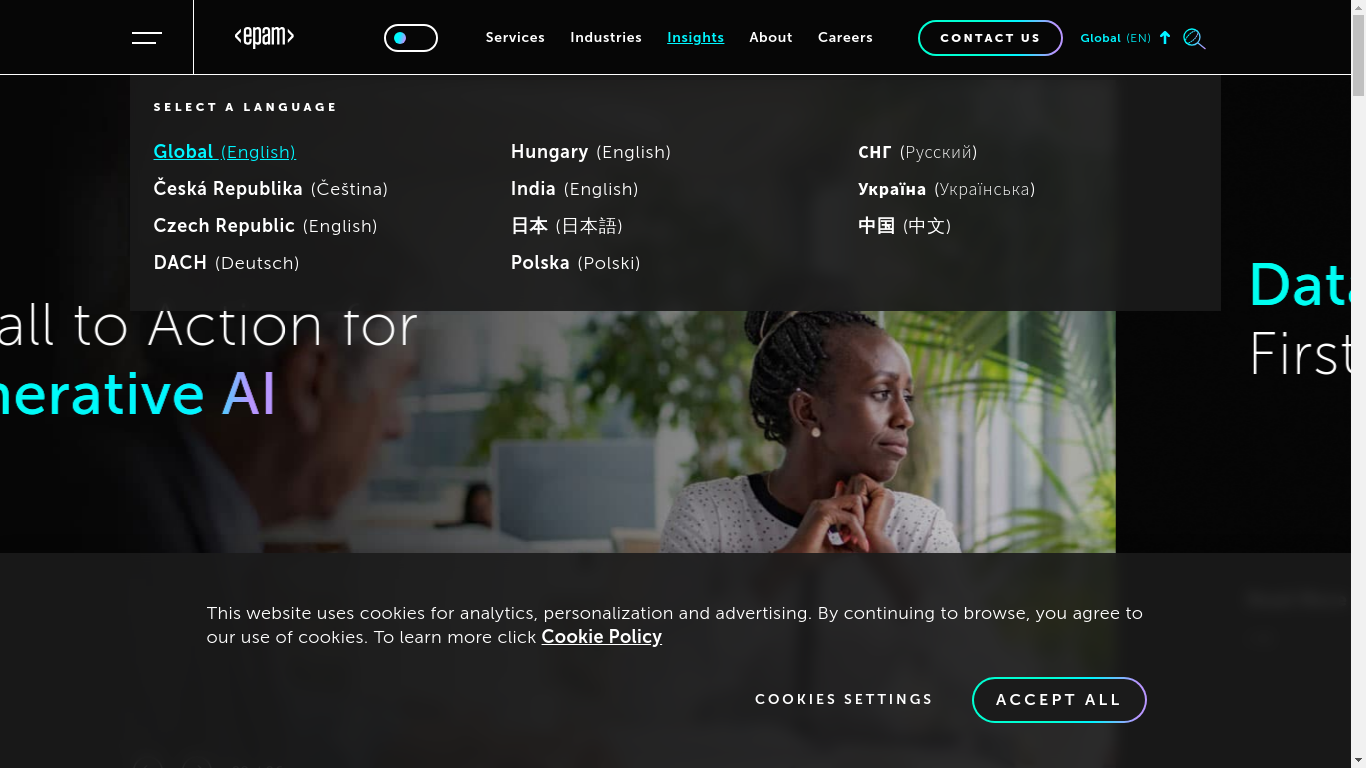 <epam>
Services Industries Insights About Careers
CONTACT US
Global (EN)
SELECT A LANGUAGE
Global (English)
Česká Republika (Čeština)
Czech Republic (English)
DACH (Deutsch)
Hungary (English)
India (English)
日本 (日本語)
Polska (Polski)
СНГ (Русский)
Україна (Українська)
中国 (中文)
all to Action for
nerative AI
Data
First
This website uses cookies for analytics, personalization and advertising. By continuing to browse, you agree to
our use of cookies. To learn more click Cookie Policy
COOKIES SETTINGS
ACCEPT ALL